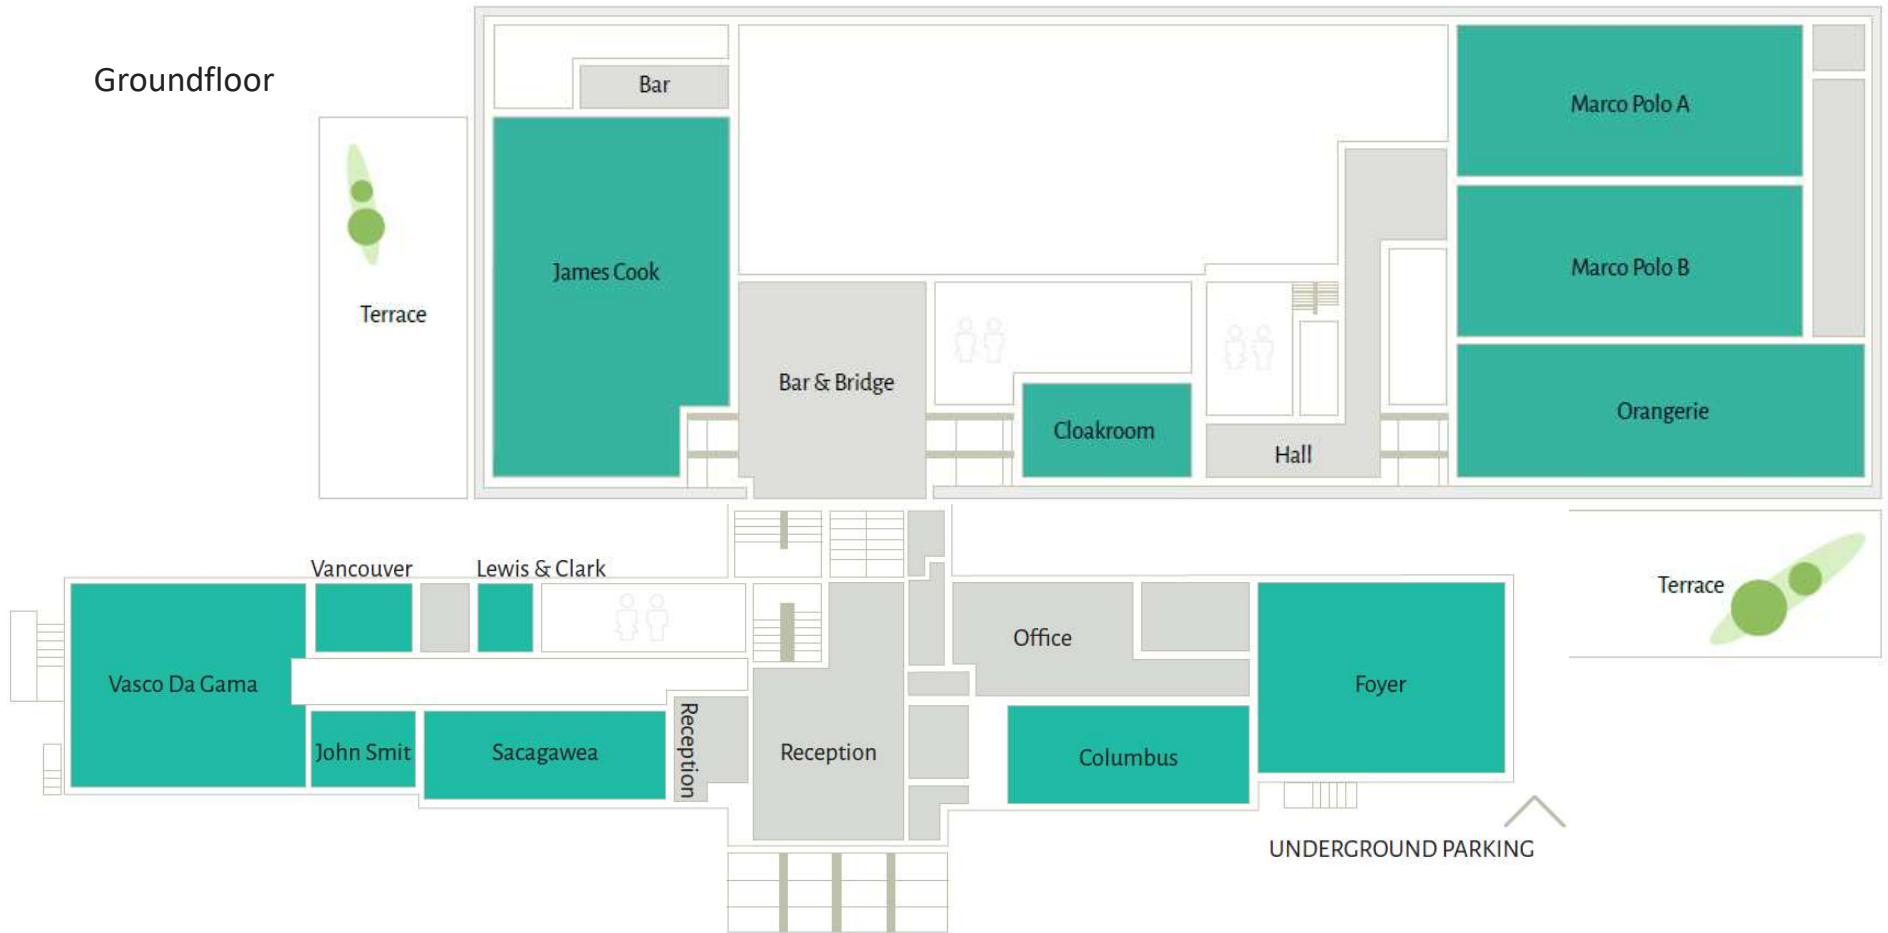 Groundfloor
Bar
Marco Polo A
James Cook
Marco Polo B
Terrace
Bar & Bridge
Orangerie
Cloakroom
Hall
Vancouver
Lewis & Clark
Terrace
Office
Vasco Da Gama
Foyer
John Smit
Sacagawea
Reception
Reception
Columbus
UNDERGROUND PARKING